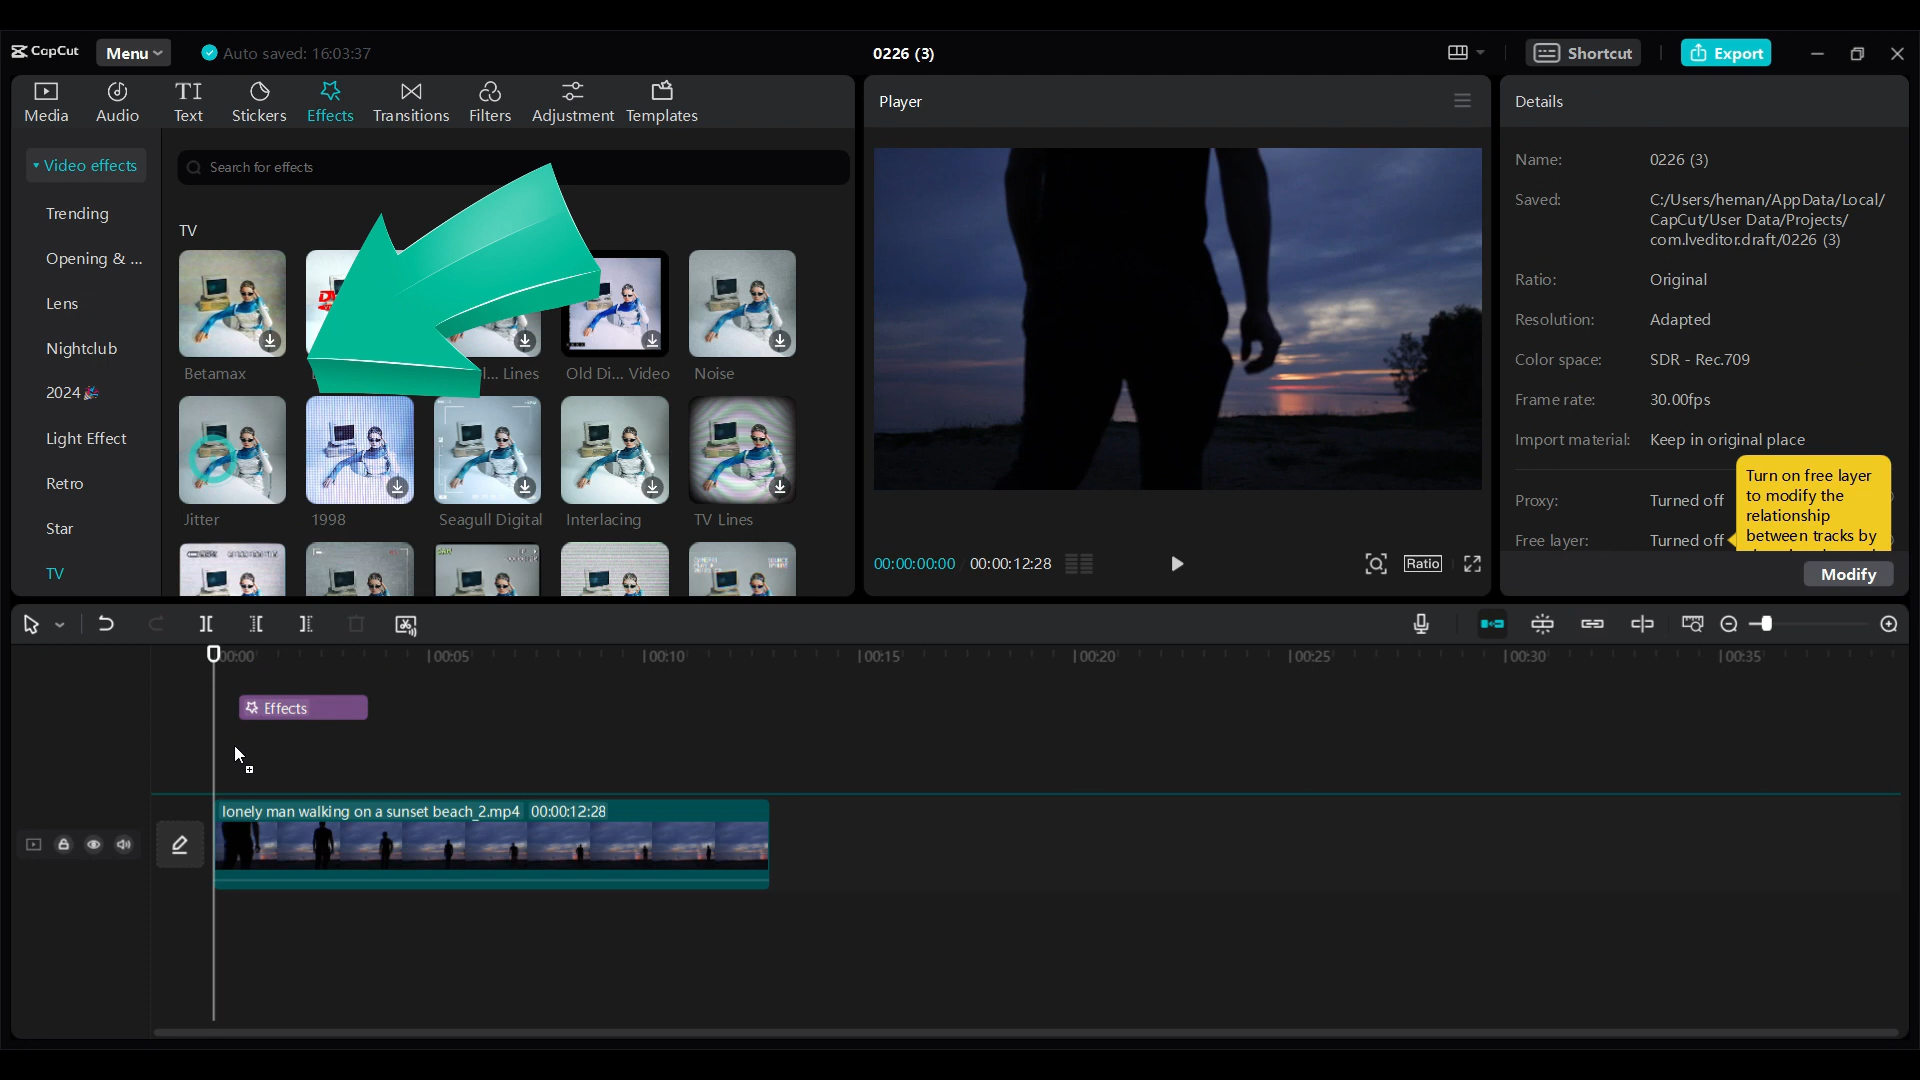 CapCut
Menu
Auto saved: 16:03:37
0226 (3)
Shortcut
Export
Media
Audio
Text
Stickers
Effects
Transitions
Filters
Adjustment
Templates
Video effects
Trending
Opening & ...
Lens
Nightclub
2024🎉
Light Effect
Retro
Star
TV
Search for effects
TV
Betamax
l... Lines
Old Di... Video
Noise
Jitter
1998
Seagull Digital
Interlacing
TV Lines
Player
00:00:00:00
00:00:12:28
Ratio
Details
Name:
0226 (3)
Saved:
C:/Users/heman/AppData/Local/
CapCut/User Data/Projects/
com.lveditor.draft/0226 (3)
Ratio:
Original
Resolution:
Adapted
Color space:
SDR - Rec.709
Frame rate:
30.00fps
Import material:
Keep in original place
Proxy:
Turned off
Free layer:
Turned off
Turn on free layer
to modify the
relationship
between tracks by
Modify
00:00
00:05
00:10
00:15
00:20
00:25
00:30
00:35
Effects
lonely man walking on a sunset beach_2.mp4
00:00:12:28